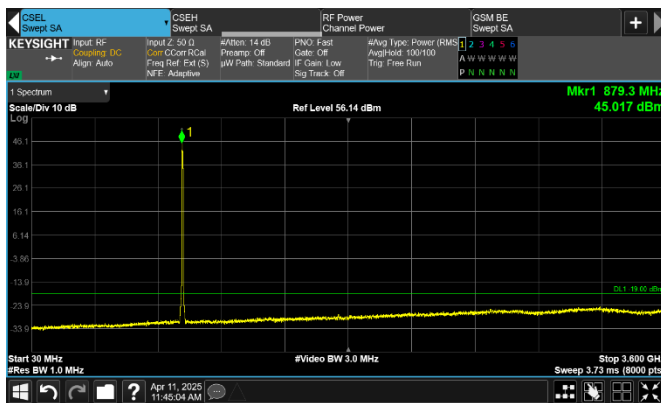 CSEL
Swept SA
CSEH
Swept SA
RF Power
Channel Power
GSM BE
Swept SA
KEYSIGHT
Input: RF
Coupling: DC
Align: Auto
Input Z: 50 Ω
Corr CCorr RCal
Freq Ref: Ext (S)
NFE: Adaptive
#Atten: 14 dB
Preamp: Off
µW Path: Standard
PNO: Fast
Gate: Off
IF Gain: Low
Sig Track: Off
#Avg Type: Power (RMS
Avg|Hold: 100/100
Trig: Free Run
1 2 3 4 5 6
A W W W W W
P N N N N N
1 Spectrum
Scale/Div 10 dB
Log
Ref Level 56.14 dBm
Mkr1 879.3 MHz
45.017 dBm
1
46.1
36.1
26.1
16.1
6.14
-3.86
-13.9
-23.9
-33.9
Start 30 MHz
#Res BW 1.0 MHz
#Video BW 3.0 MHz
Stop 3.600 GH
Sweep 3.73 ms (8000 pts
Apr 11, 2025
11:45:04 AM